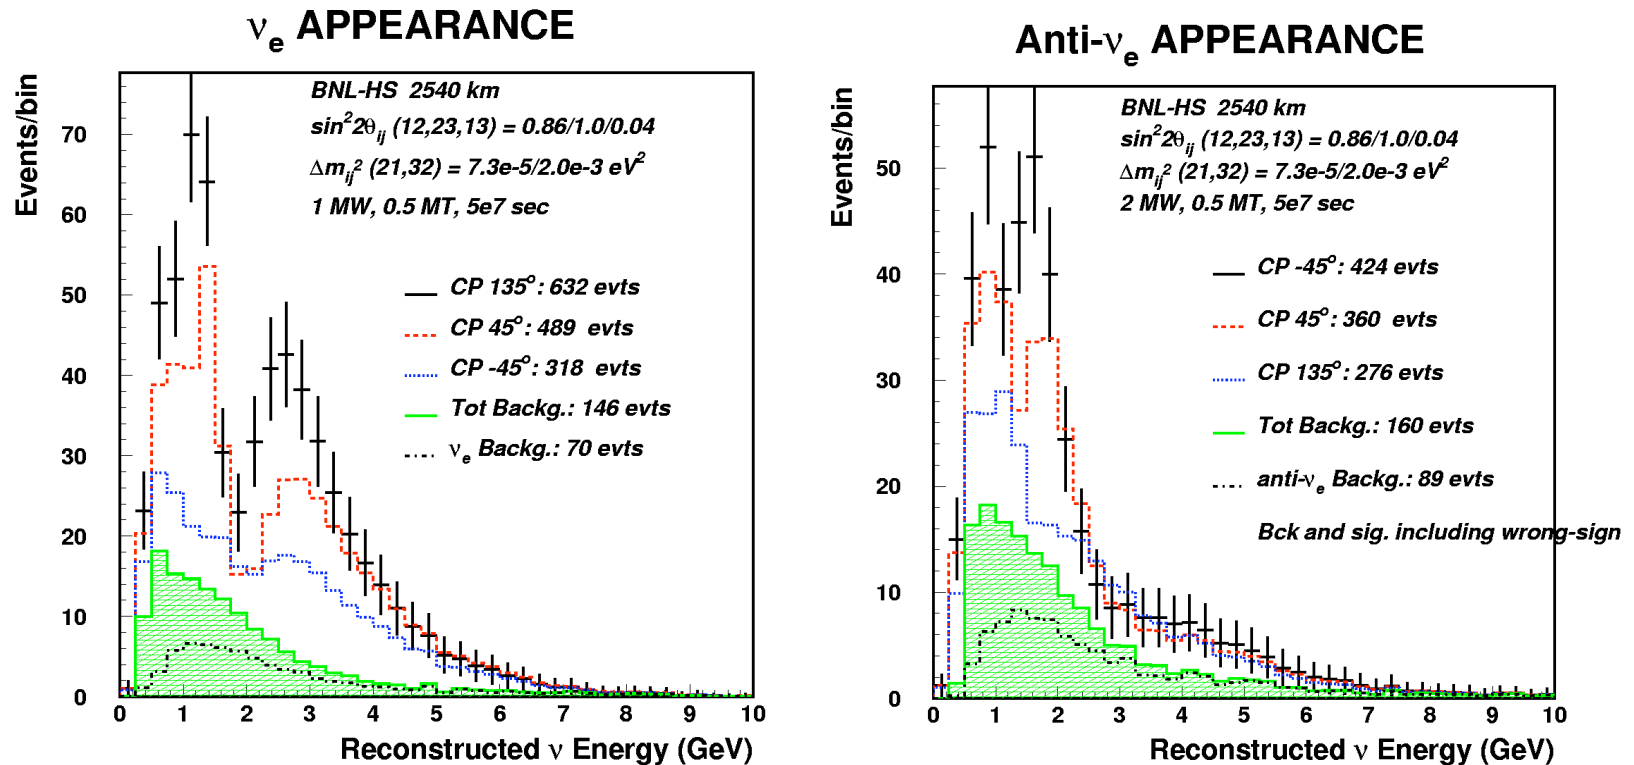 νe APPEARANCE
Events/bin
BNL-HS 2540 km
sin²2θij (12,23,13) = 0.86/1.0/0.04
Δmij² (21,32) = 7.3e-5/2.0e-3 eV²
1 MW, 0.5 MT, 5e7 sec
CP 135°: 632 evts
CP 45°: 489 evts
CP -45°: 318 evts
Tot Backg.: 146 evts
νe Backg.: 70 evts
70
60
50
40
30
20
10
0
0 1 2 3 4 5 6 7 8 9 10
Reconstructed ν Energy (GeV)
Anti-νe APPEARANCE
Events/bin
BNL-HS 2540 km
sin²2θij (12,23,13) = 0.86/1.0/0.04
Δmij² (21,32) = 7.3e-5/2.0e-3 eV²
2 MW, 0.5 MT, 5e7 sec
CP -45°: 424 evts
CP 45°: 360 evts
CP 135°: 276 evts
Tot Backg.: 160 evts
anti-νe Backg.: 89 evts
Bck and sig. including wrong-sign
50
40
30
20
10
0
0 1 2 3 4 5 6 7 8 9 10
Reconstructed ν Energy (GeV)